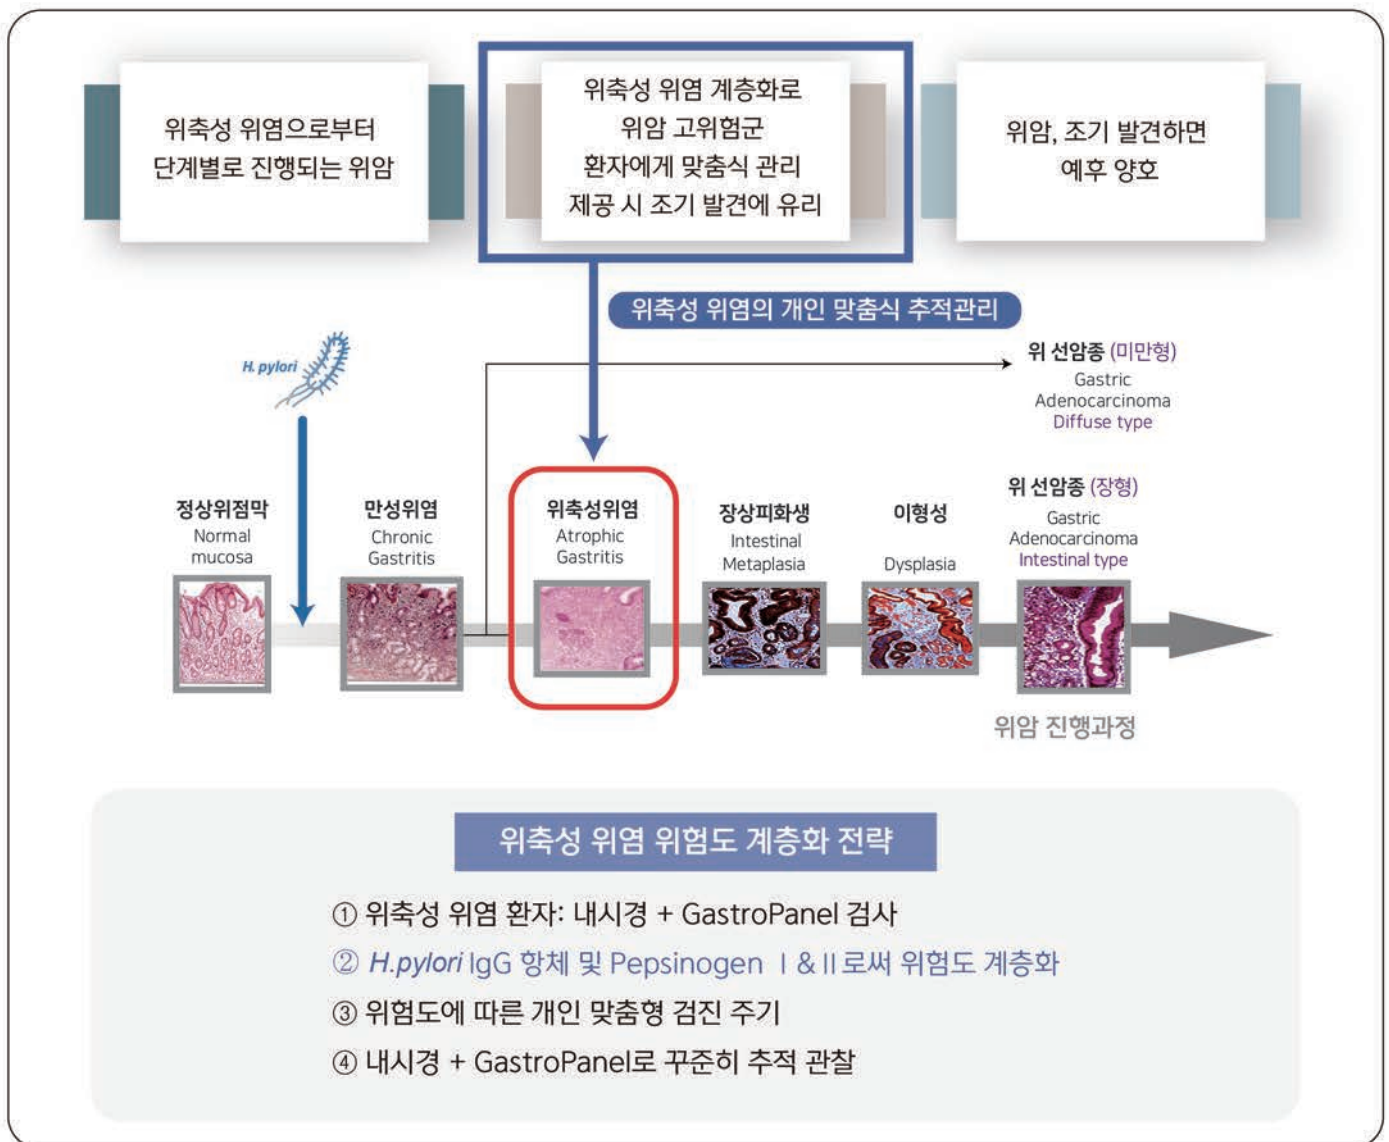 위축성 위염으로부터
단계별로 진행되는 위암
위축성 위염 계층화로
위암 고위험군
환자에게 맞춤식 관리
제공 시 조기 발견에 유리
위암, 조기 발견하면
예후 양호
위축성 위염의 개인 맞춤식 추적관리
H. pylori
위 선암종 (미만형)
Gastric
Adenocarcinoma
Diffuse type
정상위점막
Normal
mucosa
만성위염
Chronic
Gastritis
위축성위염
Atrophic
Gastritis
장상피화생
Intestinal
Metaplasia
이형성
Dysplasia
위 선암종 (장형)
Gastric
Adenocarcinoma
Intestinal type
위암 진행과정
위축성 위염 위험도 계층화 전략
① 위축성 위염 환자: 내시경 + GastroPanel 검사
② H.pylori IgG 항체 및 Pepsinogen Ⅰ & II로써 위험도 계층화
③ 위험도에 따른 개인 맞춤형 검진 주기
④ 내시경 + GastroPanel로 꾸준히 추적 관찰